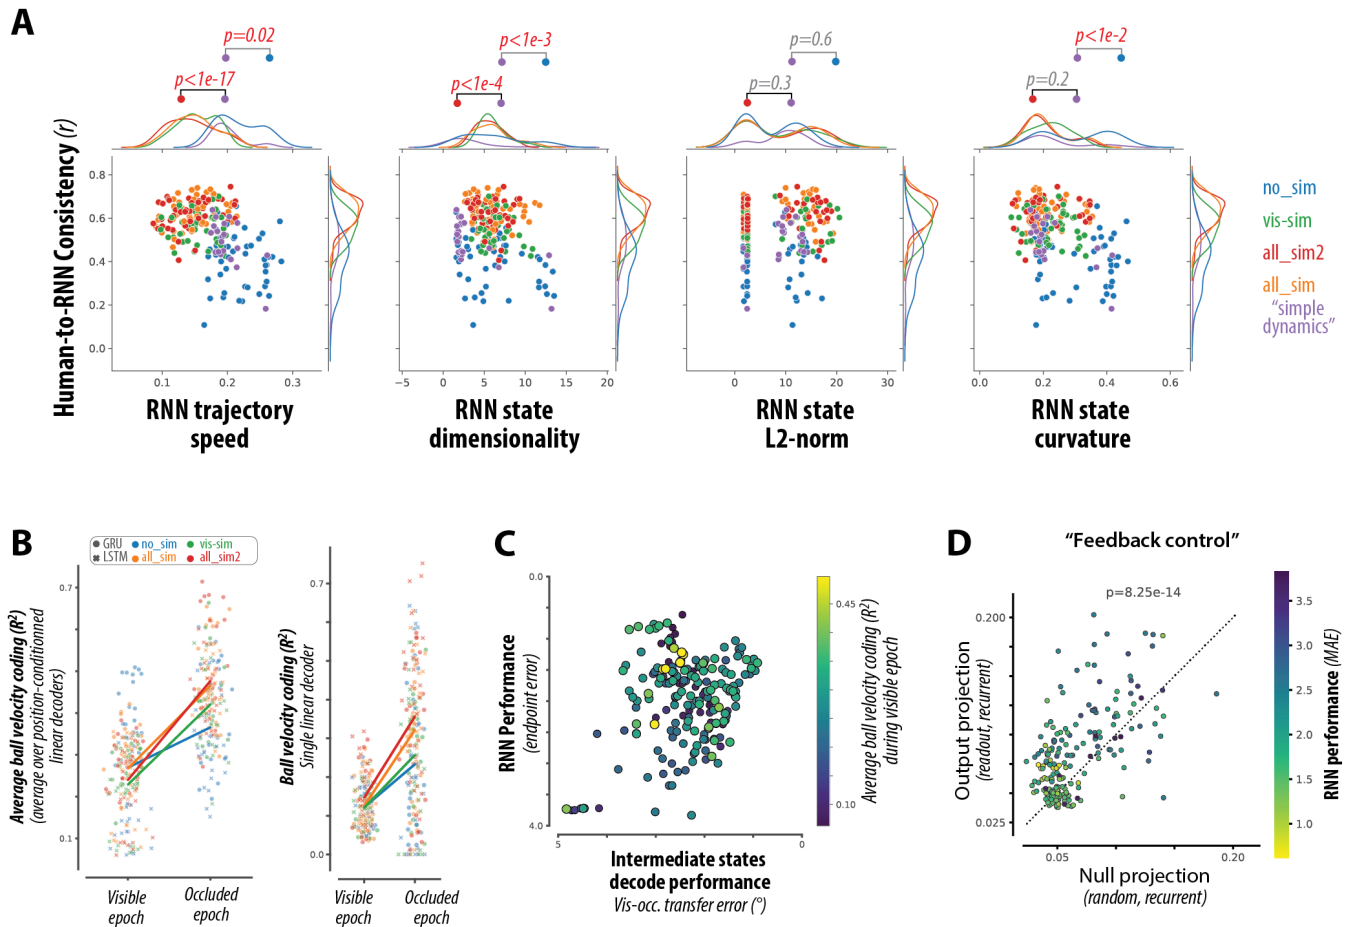 A
Human-to-RNN Consistency (r)
p=0.02
p<1e-17
p<1e-3
p<1e-4
p=0.6
p=0.3
p<1e-2
p=0.2
0.8
0.6
0.4
0.2
0.0
0.1
0.2
0.3
RNN trajectory
speed
−5
0
5
10
15
20
RNN state
dimensionality
0
10
20
30
RNN state
L2-norm
0.0
0.2
0.4
0.6
RNN state
curvature
no_sim
vis-sim
all_sim2
all_sim
“simple
dynamics”
B
GRU
no_sim
vis-sim
LSTM
all_sim
all_sim2
Average ball velocity coding (R²)
(average over position-conditionned
linear decoders)
0.7
0.1
Visible
epoch
Occluded
epoch
Ball velocity coding (R²)
Single linear decoder
0.7
0.0
Visible
epoch
Occluded
epoch
C
RNN Performance
(endpoint error)
0.0
4.0
5
0
Intermediate states
decode performance
Vis-occ. transfer error (°)
0.45
0.10
Average ball velocity coding (R²)
during visible epoch
D
“Feedback control”
p=8.25e-14
Output projection
(readout, recurrent)
0.200
0.025
0.05
0.20
Null projection
(random, recurrent)
3.5
3.0
2.5
2.0
1.5
1.0
RNN performance (MAE)